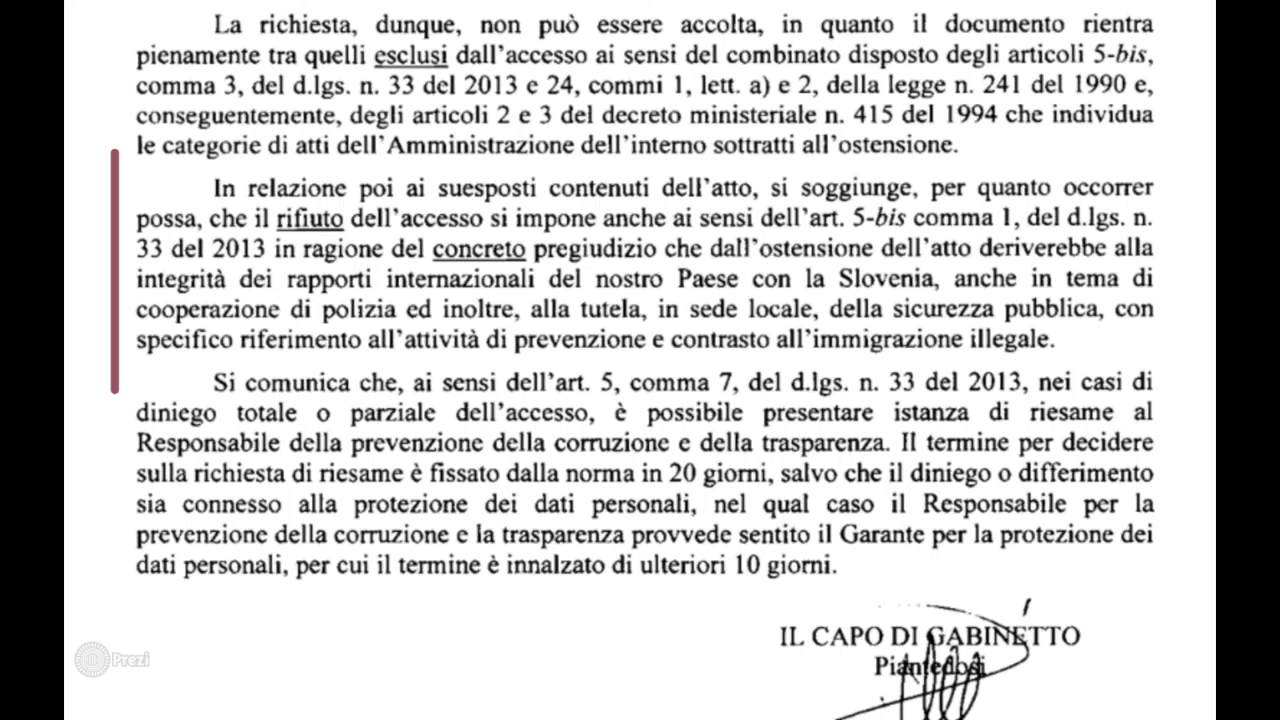 La richiesta, dunque, non può essere accolta, in quanto il documento rientra
pienamente tra quelli esclusi dall'accesso ai sensi del combinato disposto degli articoli 5-bis,
comma 3, del d.lgs. n. 33 del 2013 e 24, commi 1, lett. a) e 2, della legge n. 241 del 1990 e,
conseguentemente, degli articoli 2 e 3 del decreto ministeriale n. 415 del 1994 che individua
le categorie di atti dell'Amministrazione dell'interno sottratti all'ostensione.
In relazione poi ai suesposti contenuti dell'atto, si soggiunge, per quanto occorrer
possa, che il rifiuto dell'accesso si impone anche ai sensi dell'art. 5-bis comma 1, del d.lgs. n.
33 del 2013 in ragione del concreto pregiudizio che dall'ostensione dell'atto deriverebbe alla
integrità dei rapporti internazionali del nostro Paese con la Slovenia, anche in tema di
cooperazione di polizia ed inoltre, alla tutela, in sede locale, della sicurezza pubblica, con
specifico riferimento all'attività di prevenzione e contrasto all'immigrazione illegale.
Si comunica che, ai sensi dell'art. 5, comma 7, del d.lgs. n. 33 del 2013, nei casi di
diniego totale o parziale dell'accesso, è possibile presentare istanza di riesame al
Responsabile della prevenzione della corruzione e della trasparenza. Il termine per decidere
sulla richiesta di riesame è fissato dalla norma in 20 giorni, salvo che il diniego o differimento
sia connesso alla protezione dei dati personali, nel qual caso il Responsabile per la
prevenzione della corruzione e la trasparenza provvede sentito il Garante per la protezione dei
dati personali, per cui il termine è innalzato di ulteriori 10 giorni.
IL CAPO DI GABINETTO
Piantedosi
Prezi